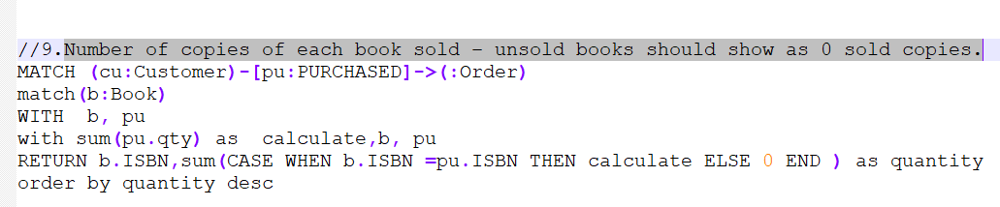 //9.Number of copies of each book sold – unsold books should show as 0 sold copies.
MATCH (cu:Customer)-[pu:PURCHASED]->(:Order)
match(b:Book)
WITH  b, pu
with sum(pu.qty) as  calculate,b, pu
RETURN b.ISBN,sum(CASE WHEN b.ISBN =pu.ISBN THEN calculate ELSE 0 END ) as quantity
order by quantity desc